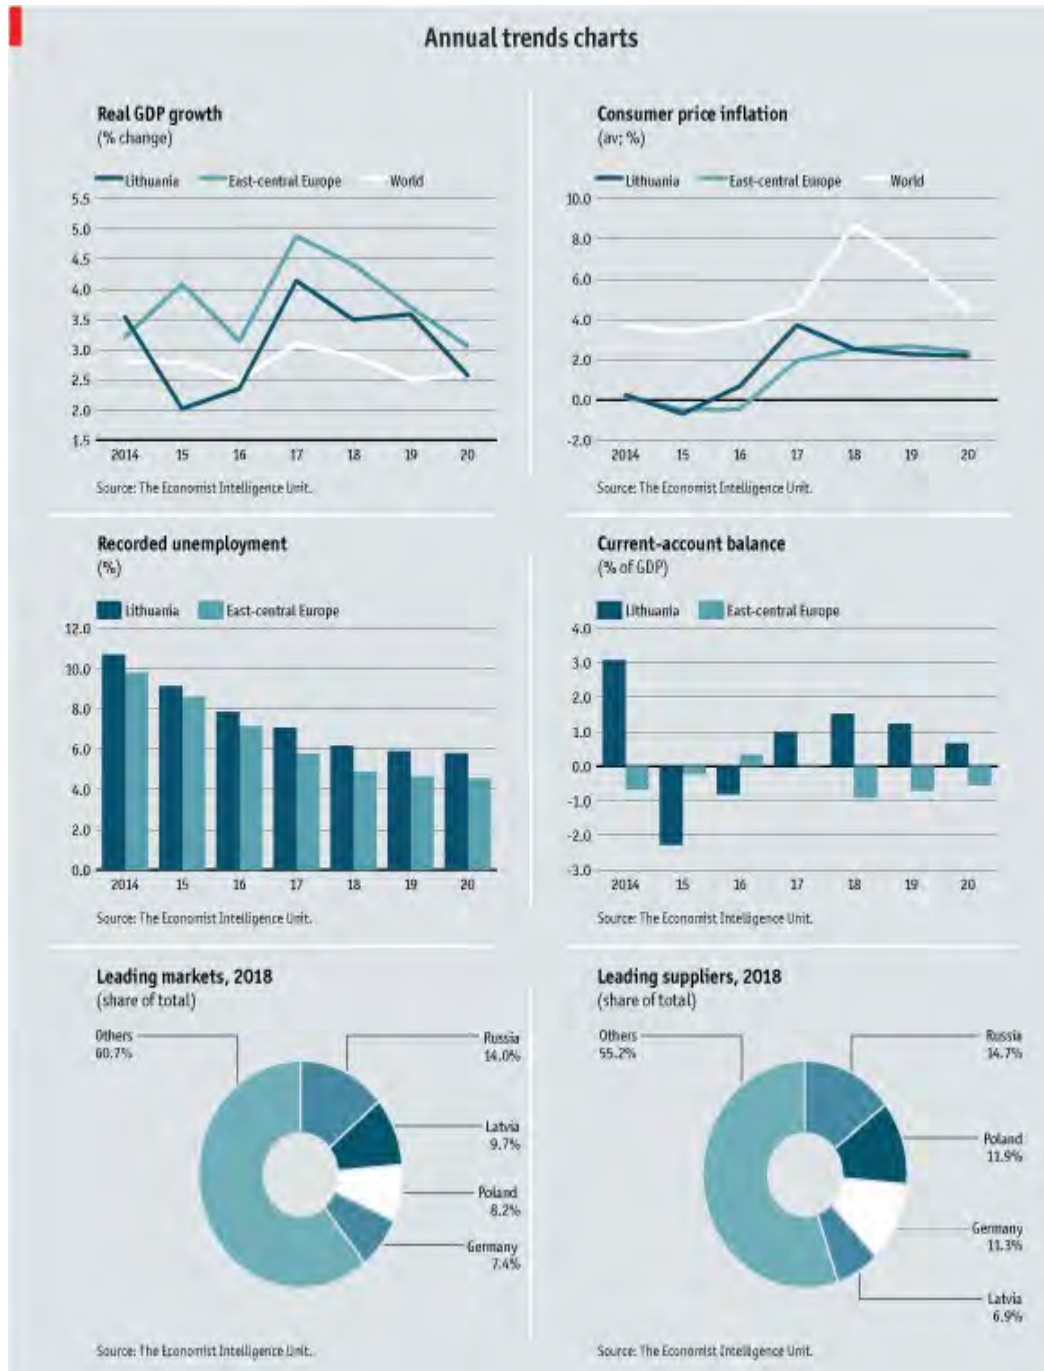 Annual trends charts
Real GDP growth
(% change)
Lithuania East-central Europe World
5.5
5.0
4.5
4.0
3.5
3.0
2.5
2.0
1.5
2014 15 16 17 18 19 20
Source: The Economist Intelligence Unit.
Consumer price inflation
(av; %)
Lithuania East-central Europe World
10.0
8.0
6.0
4.0
2.0
0.0
-2.0
2014 15 16 17 18 19 20
Source: The Economist Intelligence Unit.
Recorded unemployment
(%)
Lithuania East-central Europe
12.0
10.0
8.0
6.0
4.0
2.0
0.0
2014 15 16 17 18 19 20
Source: The Economist Intelligence Unit.
Current-account balance
(% of GDP)
Lithuania East-central Europe
4.0
3.0
2.0
1.0
0.0
-1.0
-2.0
-3.0
2014 15 16 17 18 19 20
Source: The Economist Intelligence Unit.
Leading markets, 2018
(share of total)
Others
60.7%
Russia
14.0%
Latvia
9.7%
Poland
8.2%
Germany
7.4%
Source: The Economist Intelligence Unit.
Leading suppliers, 2018
(share of total)
Others
55.2%
Russia
14.7%
Poland
11.9%
Germany
11.3%
Latvia
6.9%
Source: The Economist Intelligence Unit.